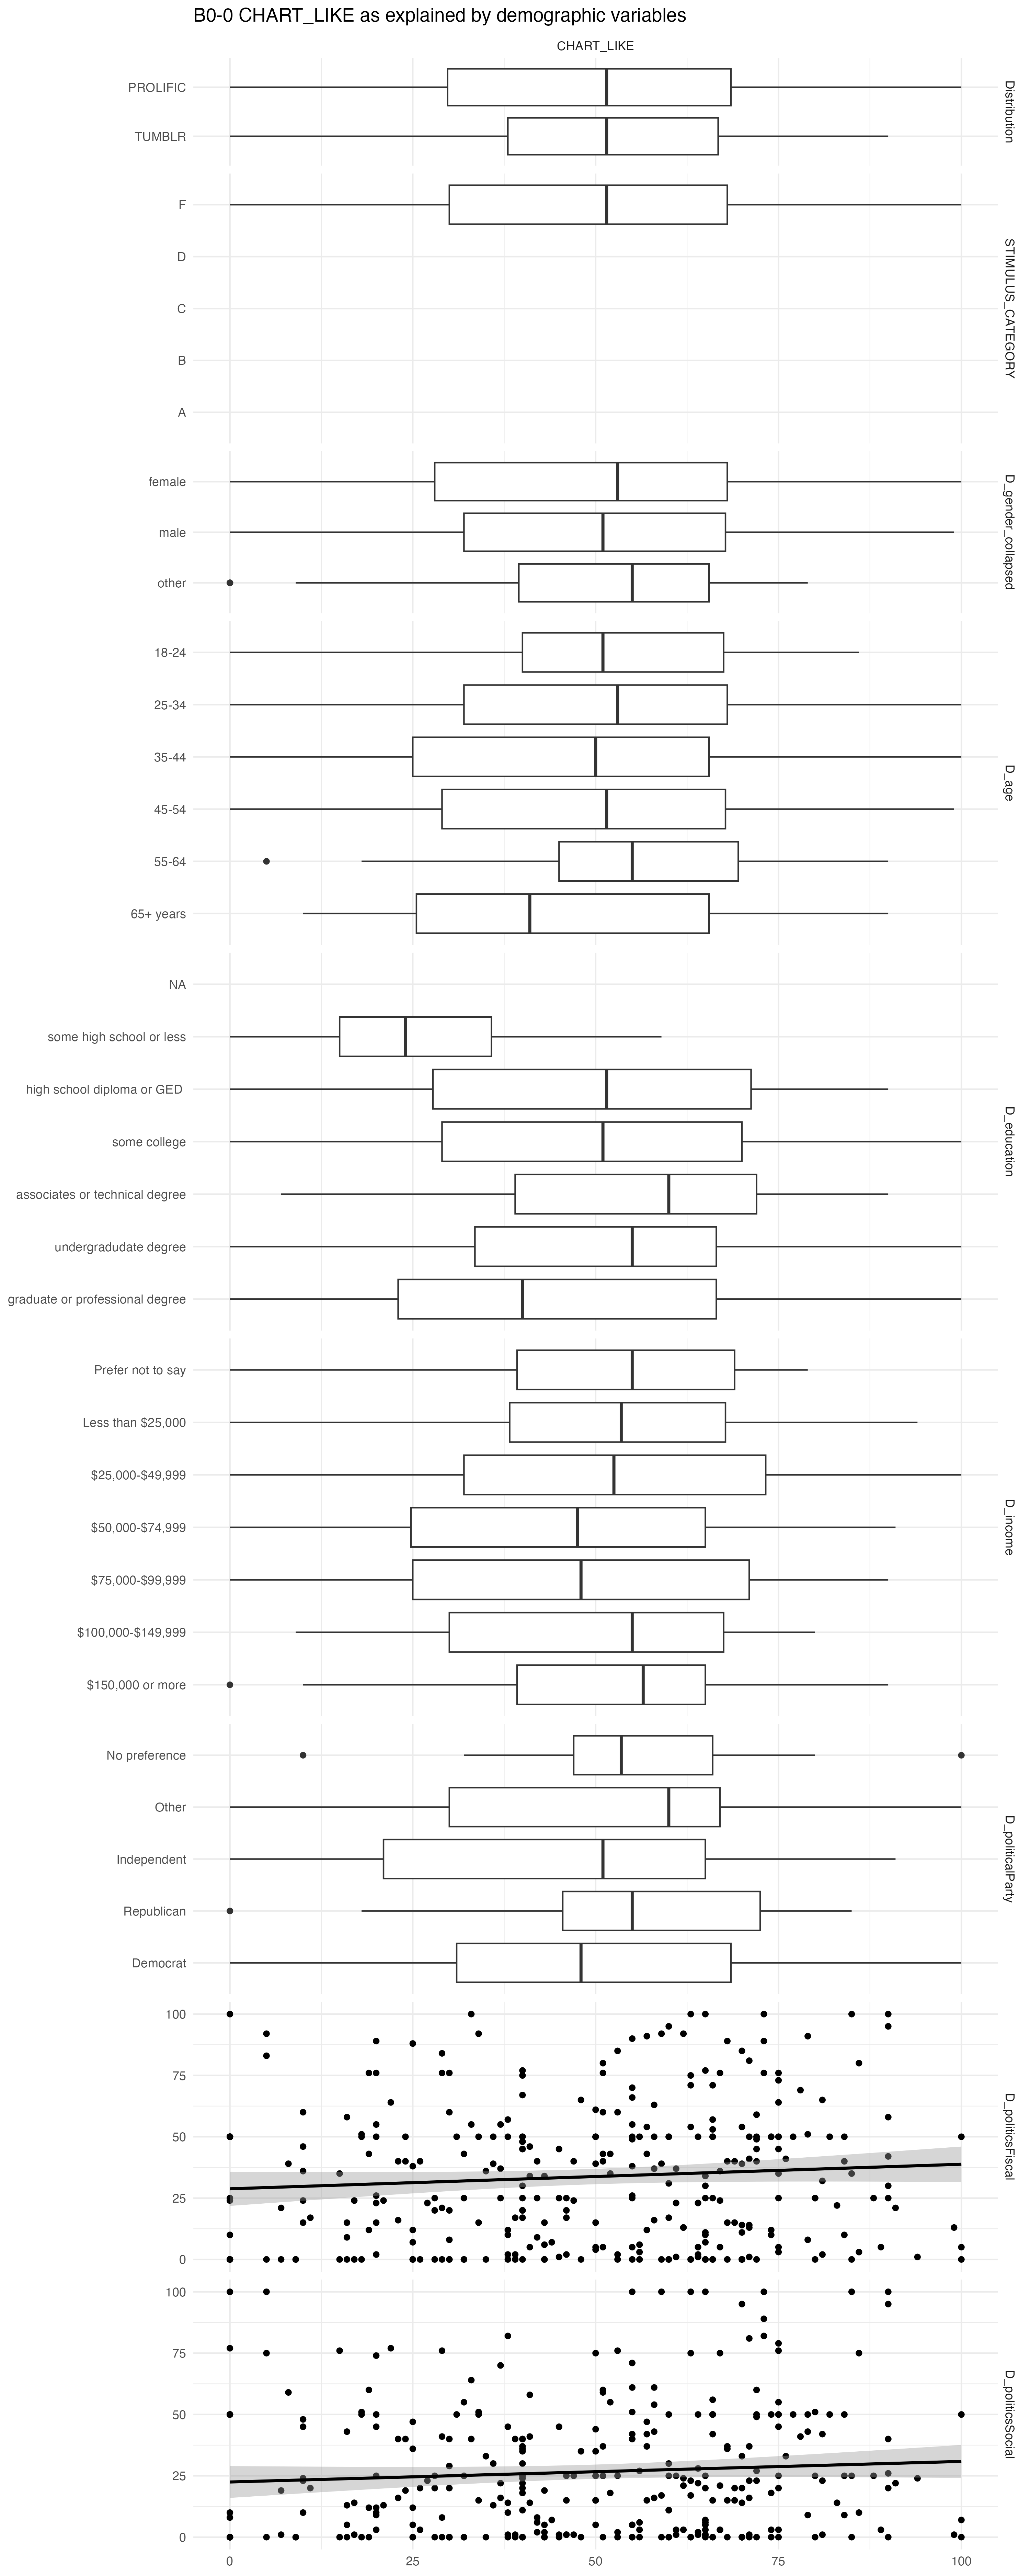 B0-0 CHART_LIKE as explained by demographic variables
CHART_LIKE
PROLIFIC
TUMBLR
Distribution
F
D
C
B
A
STIMULUS_CATEGORY
female
male
other
D_gender_collapsed
18-24
25-34
35-44
45-54
55-64
65+ years
D_age
NA
some high school or less
high school diploma or GED
some college
associates or technical degree
undergradudate degree
graduate or professional degree
D_education
Prefer not to say
Less than $25,000
$25,000-$49,999
$50,000-$74,999
$75,000-$99,999
$100,000-$149,999
$150,000 or more
D_income
No preference
Other
Independent
Republican
Democrat
D_politicalParty
100
75
50
25
0
D_politicsFiscal
100
75
50
25
0
D_politicsSocial
0 25 50 75 100